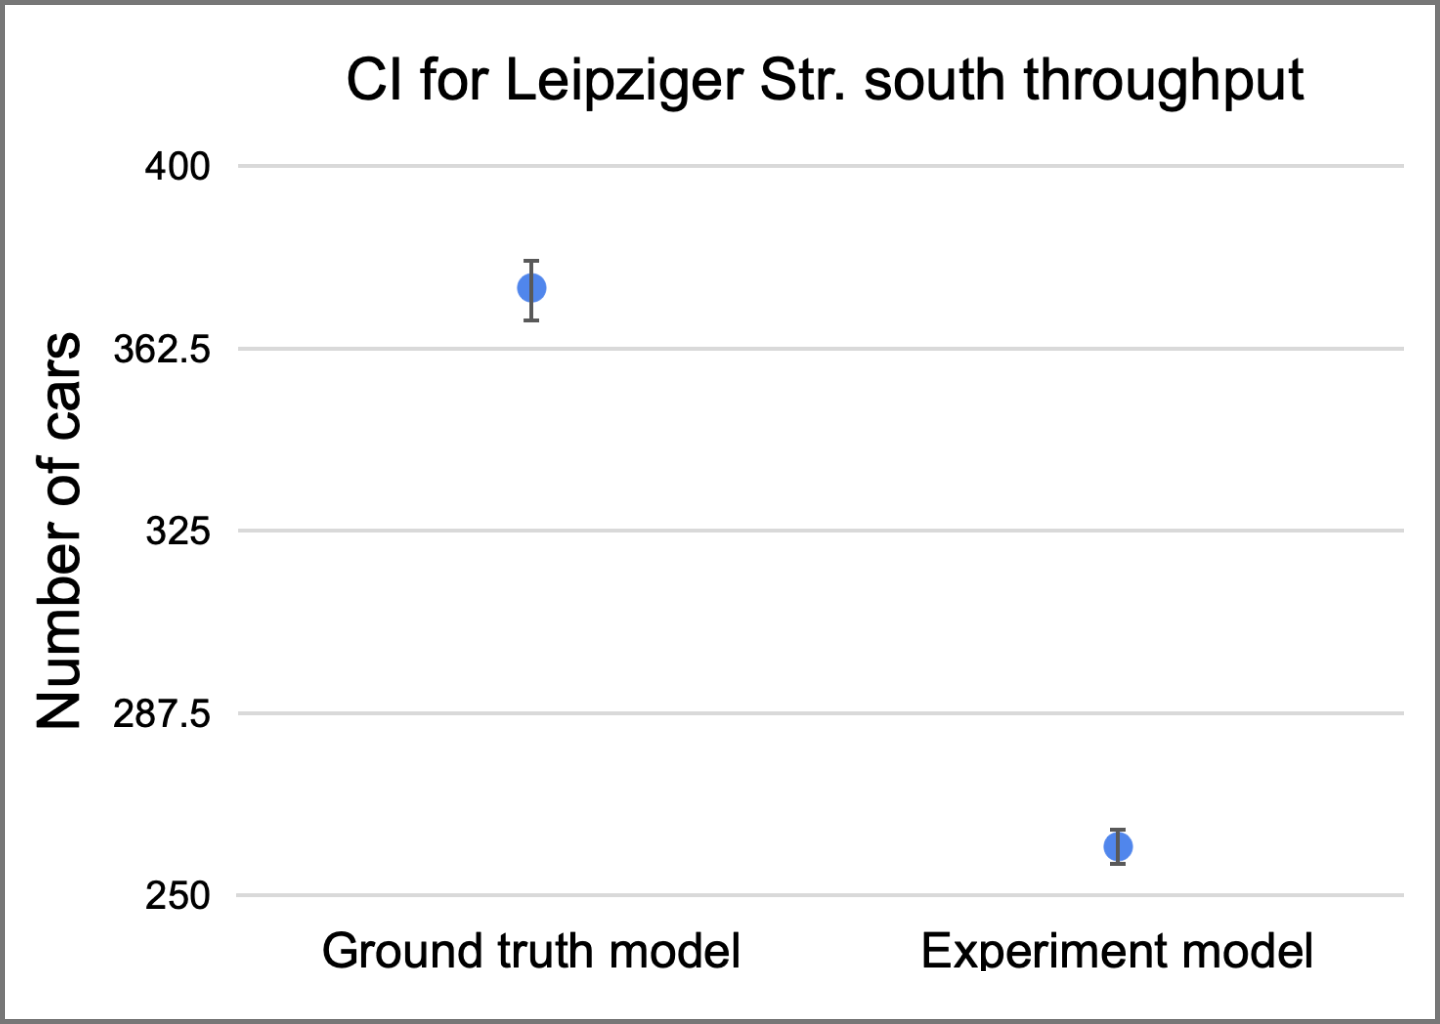 CI for Leipziger Str. south throughput
400
362.5
325
287.5
250
Number of cars
Ground truth model
Experiment model